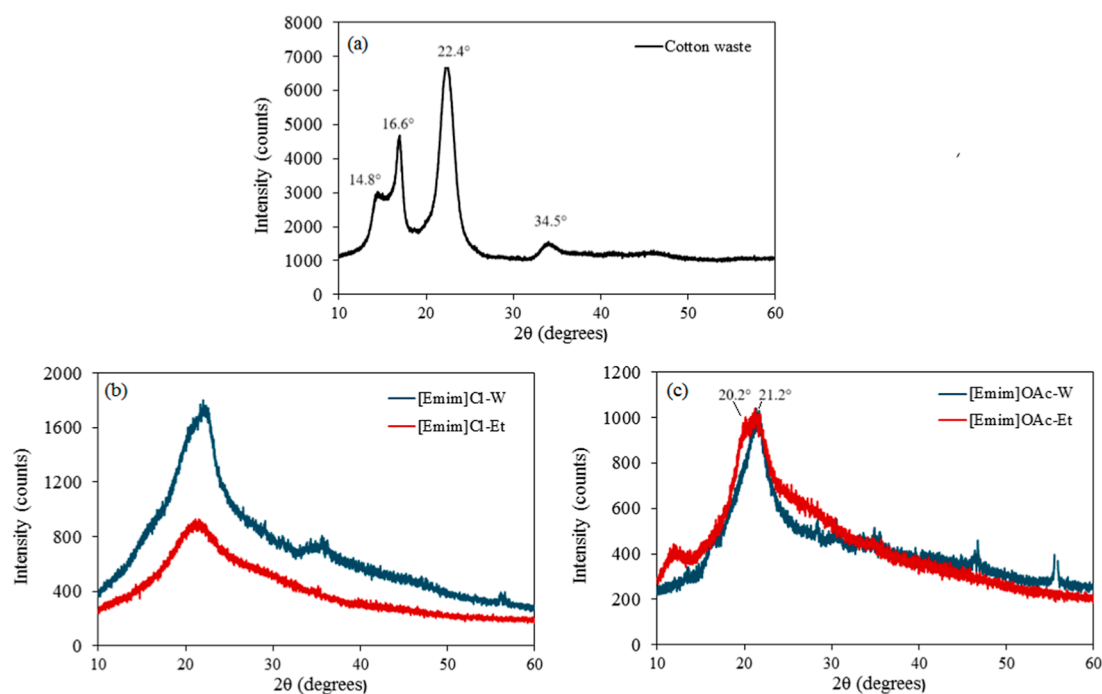 (a)
Cotton waste
8000
7000
6000
5000
4000
3000
2000
1000
0
Intensity (counts)
14.8°
16.6°
22.4°
34.5°
10 20 30 40 50 60
2θ (degrees)
(b)
[Emim]Cl-W
[Emim]Cl-Et
2000
1600
1200
800
400
0
Intensity (counts)
10 20 30 40 50 60
2θ (degrees)
(c)
[Emim]OAc-W
[Emim]OAc-Et
20.2° 21.2°
1200
1000
800
600
400
200
0
Intensity (counts)
10 20 30 40 50 60
2θ (degrees)